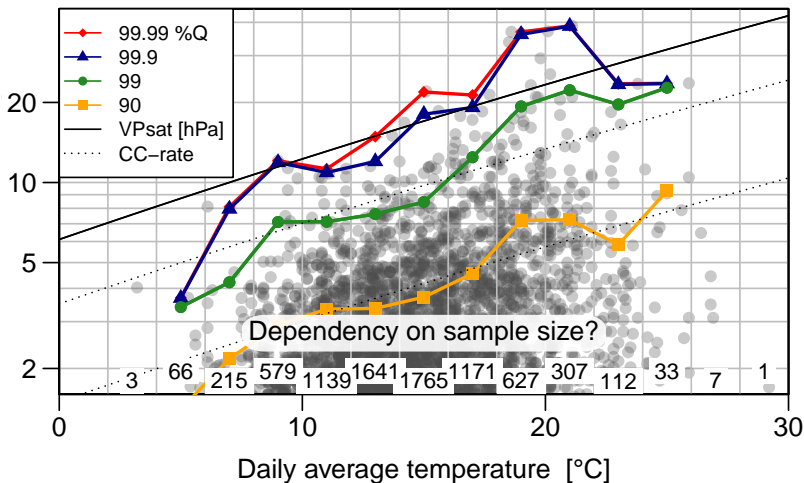 99.99 %Q
99.9
99
90
VPsat [hPa]
CC−rate
20
10
5
2
Dependency on sample size?
3 66 215 579 1139 1641 1765 1171 627 307 112 33 7 1
0 10 20 30
Daily average temperature [°C]